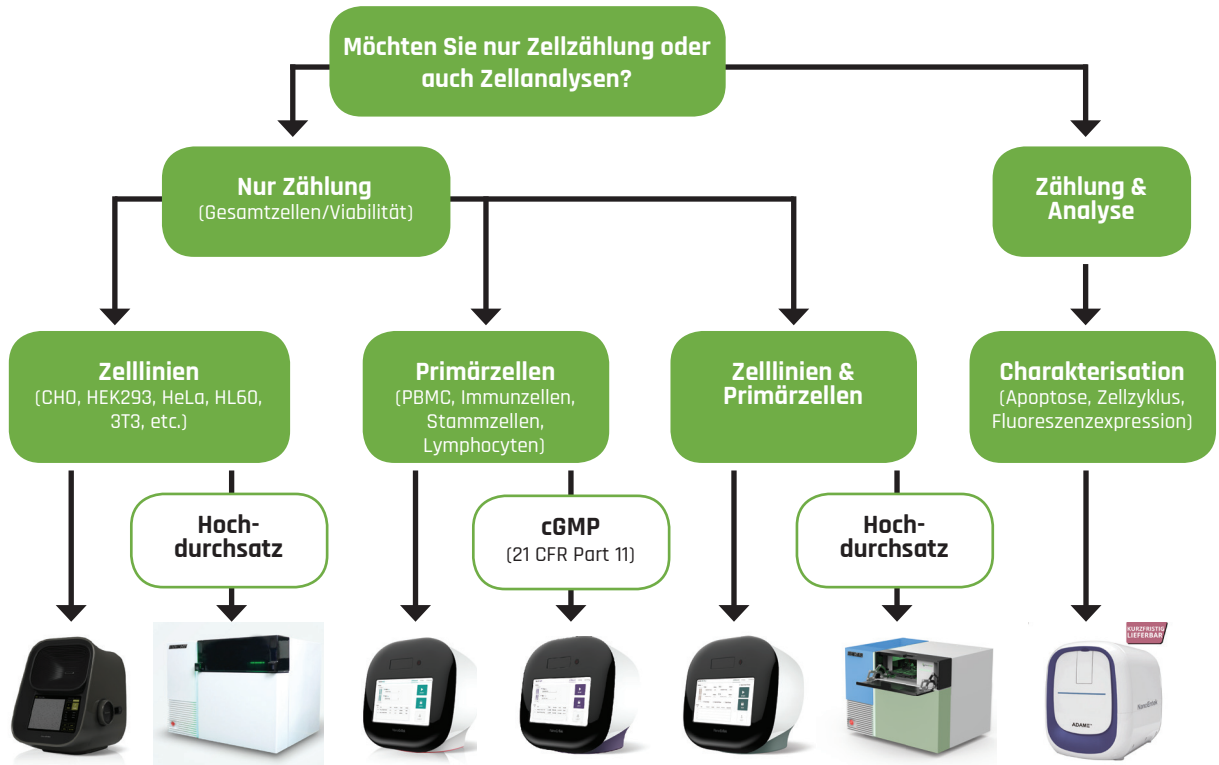 Möchten Sie nur Zellzählung oder
auch Zellanalysen?
Nur Zählung
(Gesamtzellen/Viabilität)
Zählung &
Analyse
Zelllinien
(CHO, HEK293, HeLa, HL60,
3T3, etc.)
Primärzellen
(PBMC, Immunzellen,
Stammzellen,
Lymphocyten)
Zelllinien &
Primärzellen
Charakterisation
(Apoptose, Zellzyklus,
Fluoreszenzexpression)
Hoch-
durchsatz
cGMP
(21 CFR Part 11)
Hoch-
durchsatz
KURZFRISTIG
LIEFERBAR
ADAM